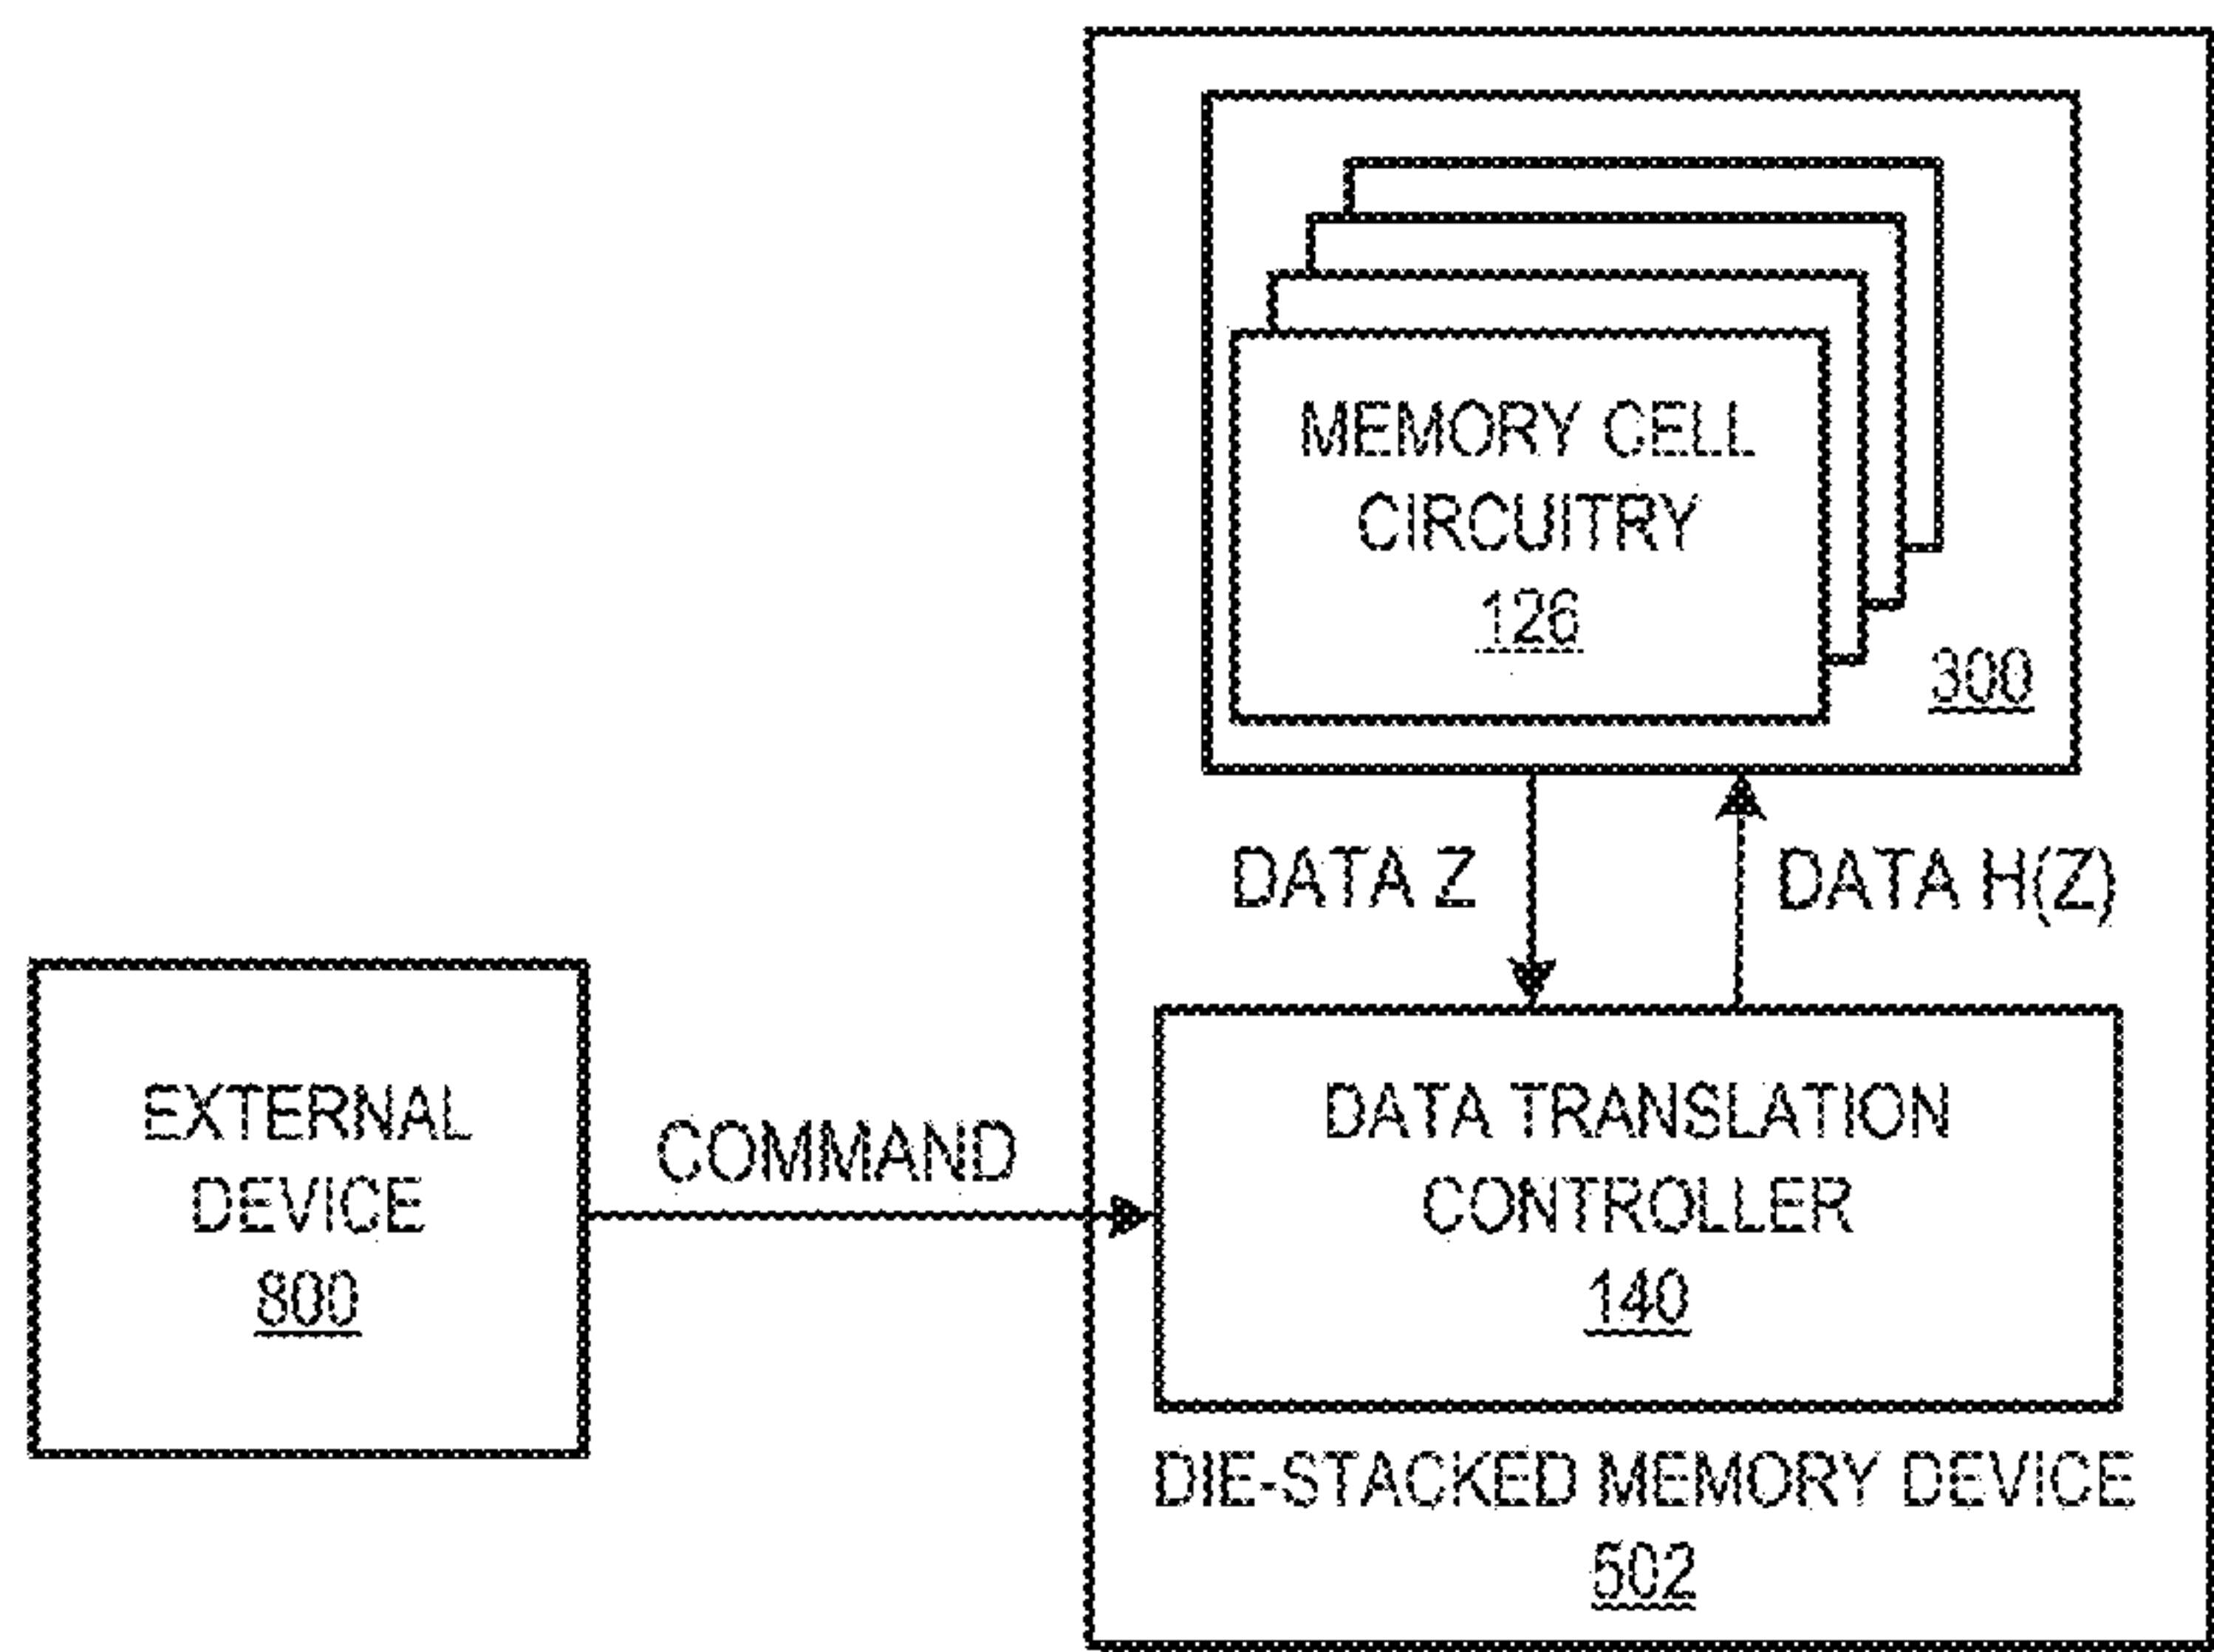 MEMORY CELL
CIRCUITRY
126
300
DATA Z
DATA H(Z)
EXTERNAL
DEVICE
800
COMMAND
DATA TRANSLATION
CONTROLLER
140
DIE-STACKED MEMORY DEVICE
502